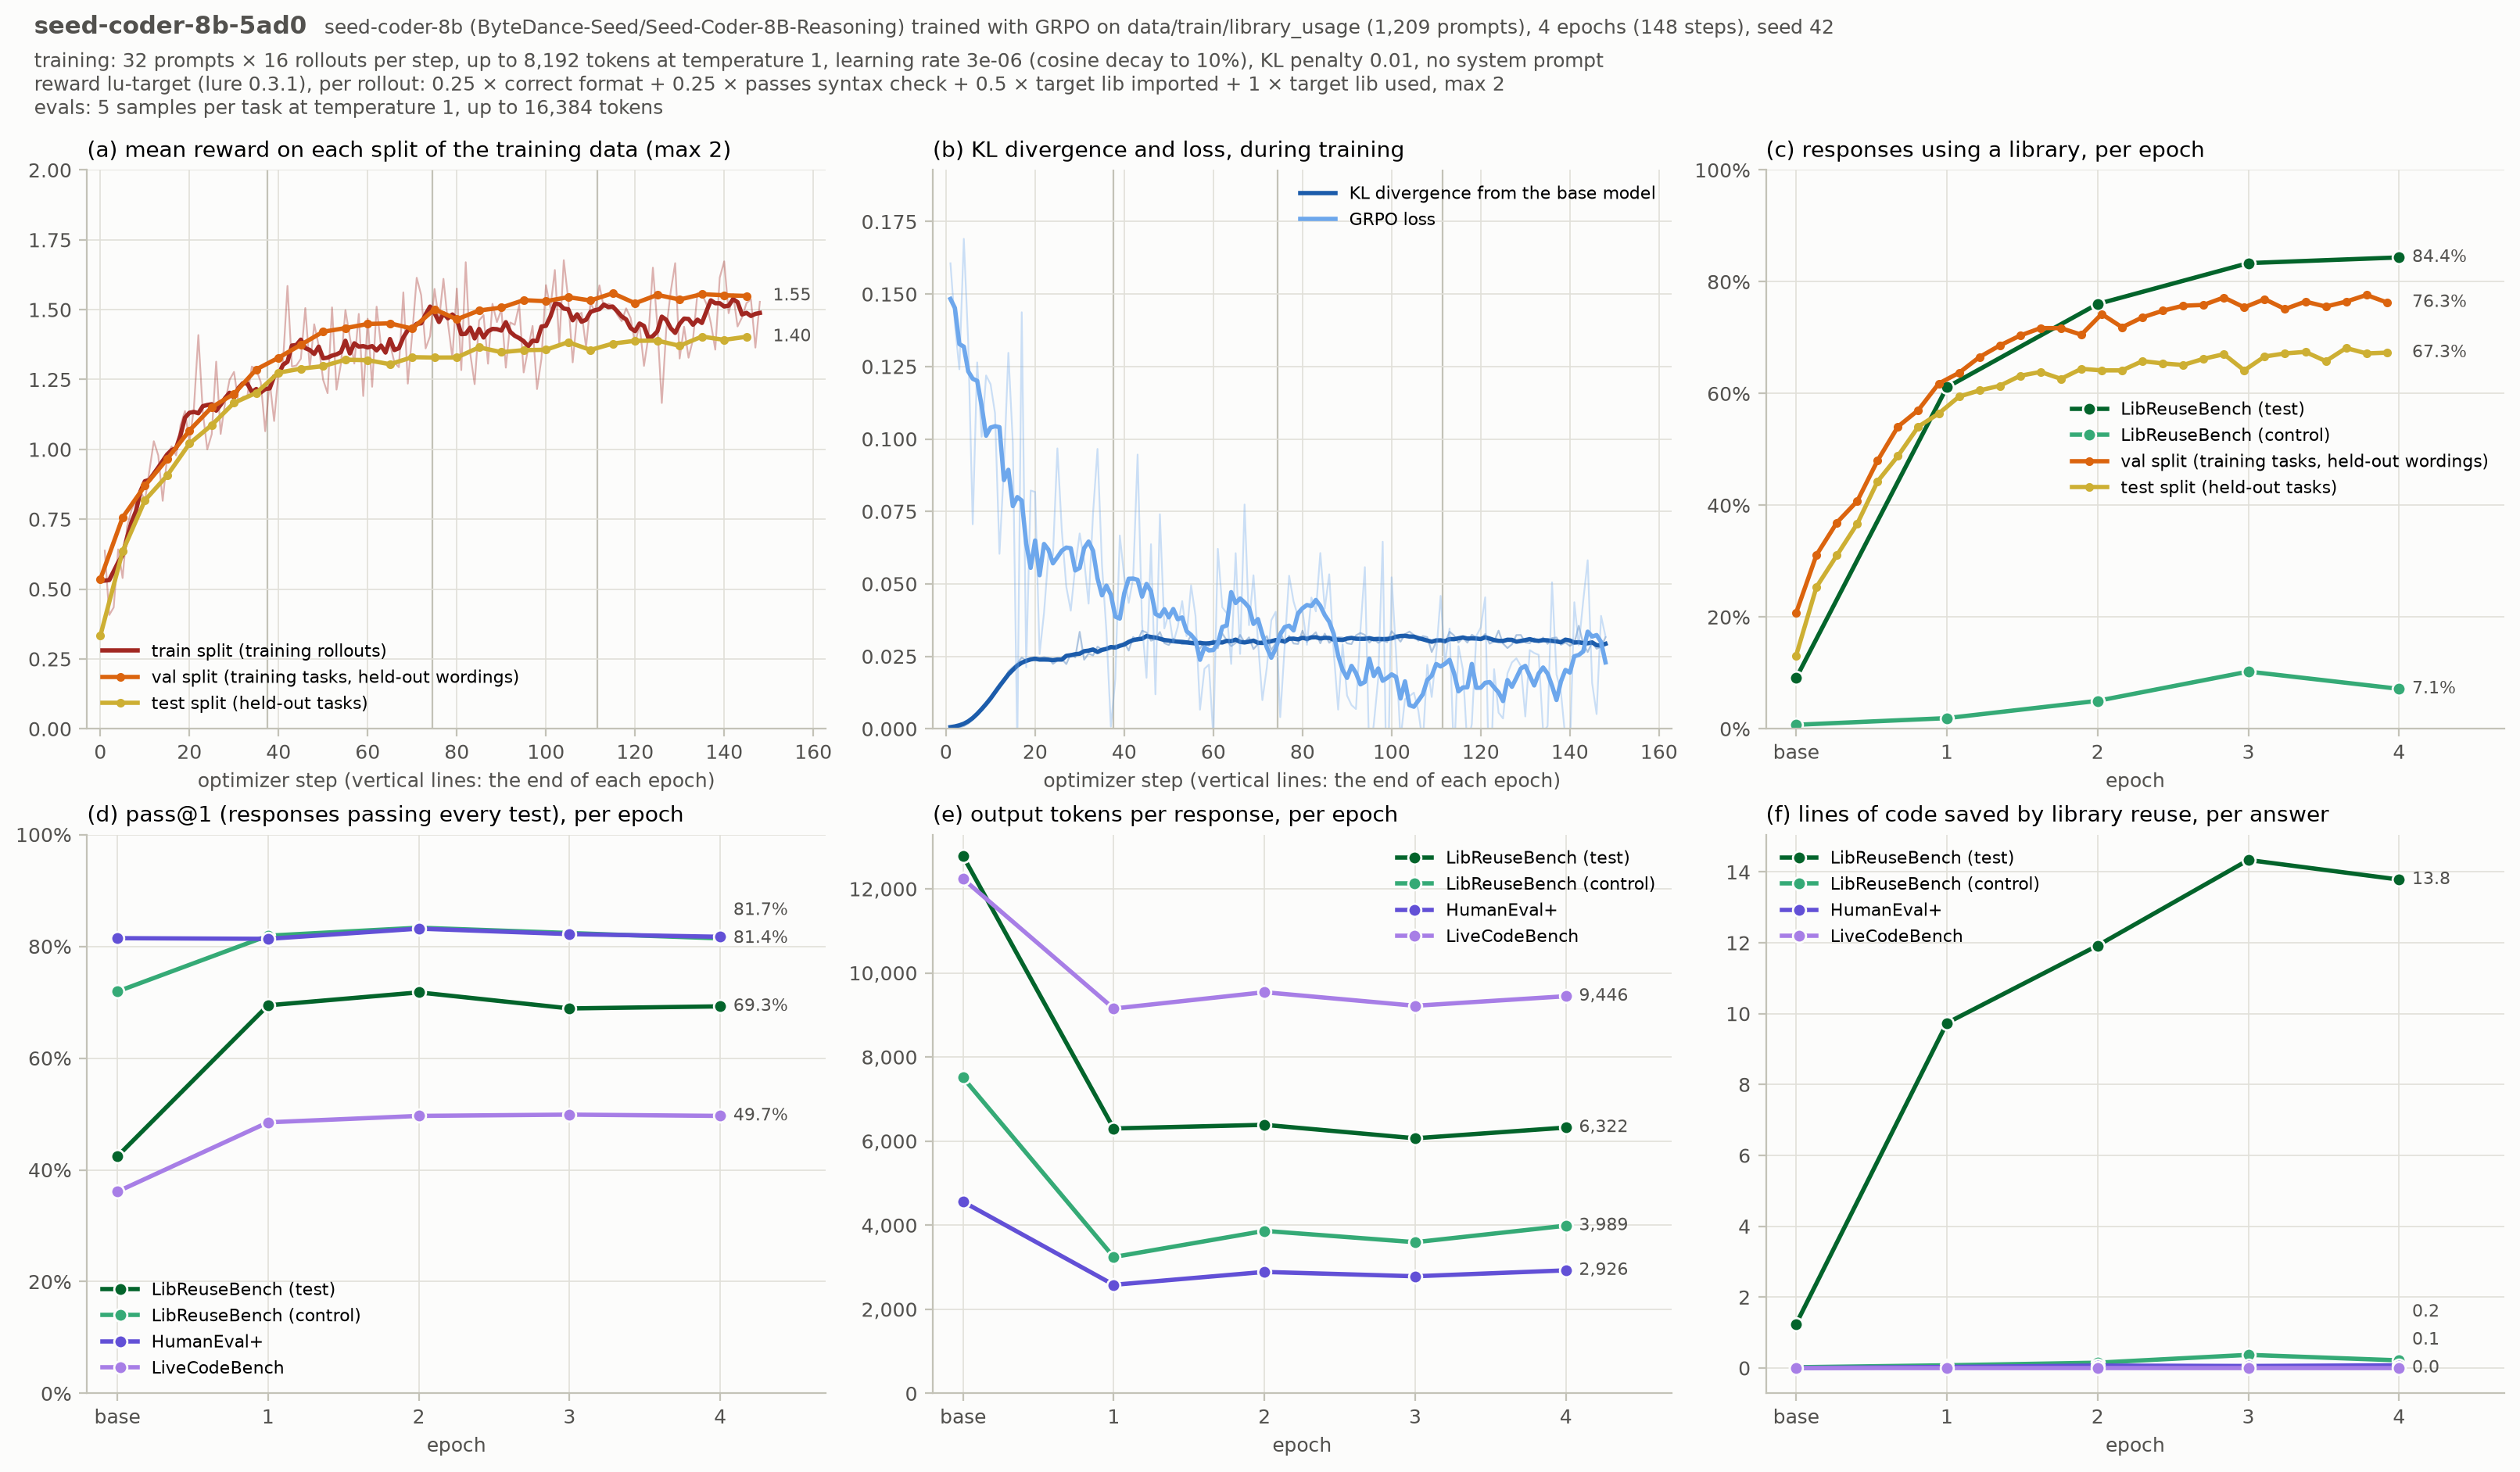 seed-coder-8b-5ad0 seed-coder-8b (ByteDance-Seed/Seed-Coder-8B-Reasoning) trained with GRPO on data/train/library_usage (1,209 prompts), 4 epochs (148 steps), seed 42
training: 32 prompts × 16 rollouts per step, up to 8,192 tokens at temperature 1, learning rate 3e-06 (cosine decay to 10%), KL penalty 0.01, no system prompt
reward lu-target (lure 0.3.1), per rollout: 0.25 × correct format + 0.25 × passes syntax check + 0.5 × target lib imported + 1 × target lib used, max 2
evals: 5 samples per task at temperature 1, up to 16,384 tokens
(a) mean reward on each split of the training data (max 2)
2.00
1.75
1.50
1.25
1.00
0.75
0.50
0.25
0.00
1.55
1.40
train split (training rollouts)
val split (training tasks, held-out wordings)
test split (held-out tasks)
0 20 40 60 80 100 120 140 160
optimizer step (vertical lines: the end of each epoch)
(b) KL divergence and loss, during training
KL divergence from the base model
GRPO loss
0.175
0.150
0.125
0.100
0.075
0.050
0.025
0.000
0 20 40 60 80 100 120 140 160
optimizer step (vertical lines: the end of each epoch)
(c) responses using a library, per epoch
100%
80%
60%
40%
20%
0%
84.4%
76.3%
67.3%
LibReuseBench (test)
LibReuseBench (control)
val split (training tasks, held-out wordings)
test split (held-out tasks)
7.1%
base 1 2 3 4
epoch
(d) pass@1 (responses passing every test), per epoch
100%
80%
60%
40%
20%
0%
81.7%
81.4%
69.3%
49.7%
LibReuseBench (test)
LibReuseBench (control)
HumanEval+
LiveCodeBench
base 1 2 3 4
epoch
(e) output tokens per response, per epoch
LibReuseBench (test)
LibReuseBench (control)
HumanEval+
LiveCodeBench
12,000
10,000
8,000
6,000
4,000
2,000
0
9,446
6,322
3,989
2,926
base 1 2 3 4
epoch
(f) lines of code saved by library reuse, per answer
LibReuseBench (test)
LibReuseBench (control)
HumanEval+
LiveCodeBench
14
12
10
8
6
4
2
0
13.8
0.2
0.1
0.0
base 1 2 3 4
epoch